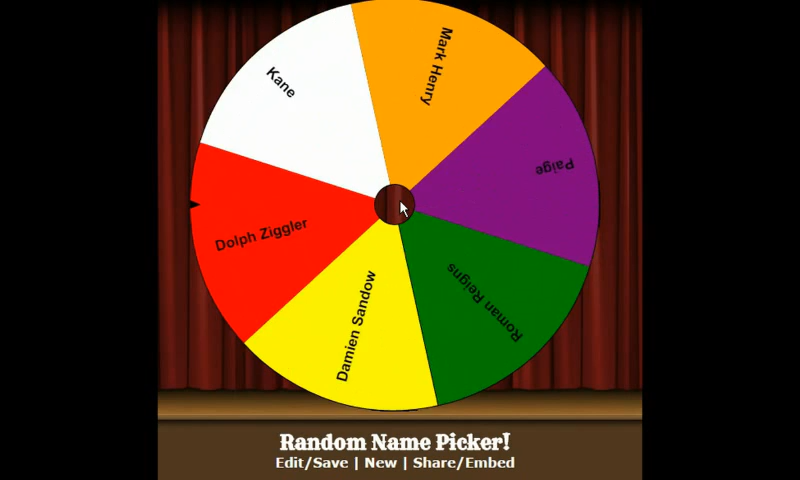 Mark Henry
Kane
Paige
Dolph Ziggler
Roman Reigns
Damien Sandow
Random Name Picker!
Edit/Save | New | Share/Embed